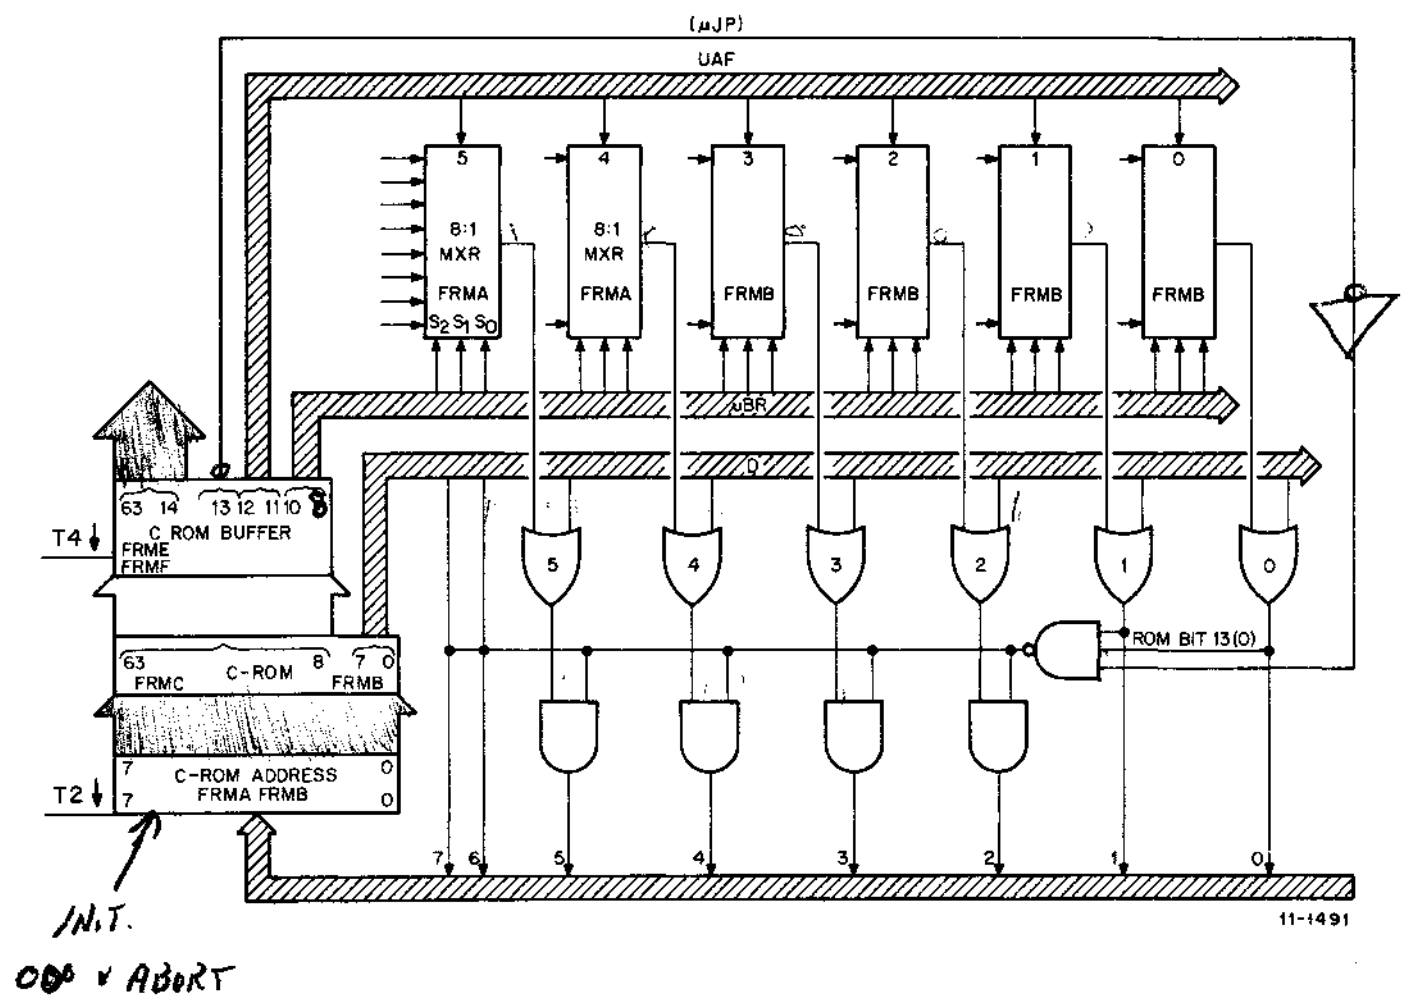 (μJP)
UAF
5 4 3 2 1 0
8:1 8:1
MXR MXR
FRMA FRMA FRMB FRMB FRMB FRMB
S2 S1 S0
μBR
D
63 14 13 12 11 10 8
C ROM BUFFER
T4
FRME
FRMF
5 4 3 2 1 0
ROM BIT 13(0)
63 C-ROM 8 7 0
FRMC FRMB
7 0
C-ROM ADDRESS
T2
FRMA FRMB
7 0
7 6 5 4 3 2 1 0
11-1491
INIT.
ABORT